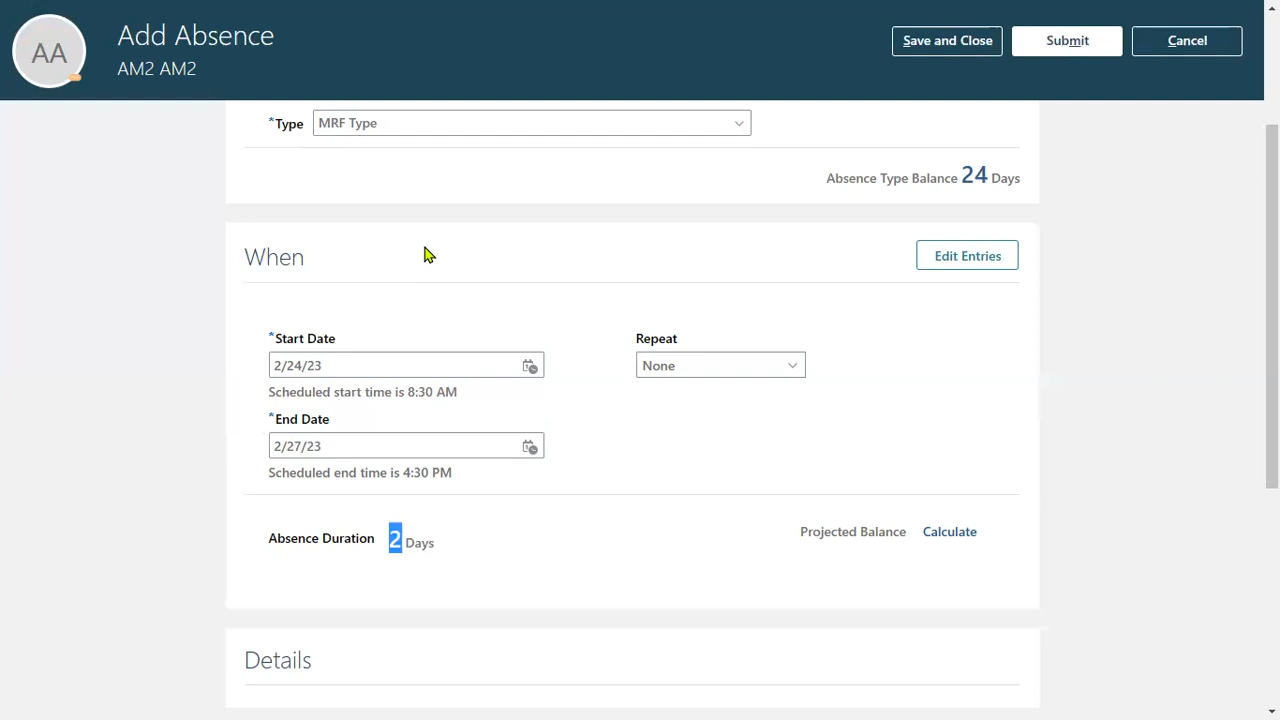 AA
Add Absence
AM2 AM2
Save and Close
Submit
Cancel
*Type MRF Type
Absence Type Balance 24 Days
When
Edit Entries
*Start Date
2/24/23
Scheduled start time is 8:30 AM
Repeat
None
*End Date
2/27/23
Scheduled end time is 4:30 PM
Absence Duration 2 Days
Projected Balance Calculate
Details